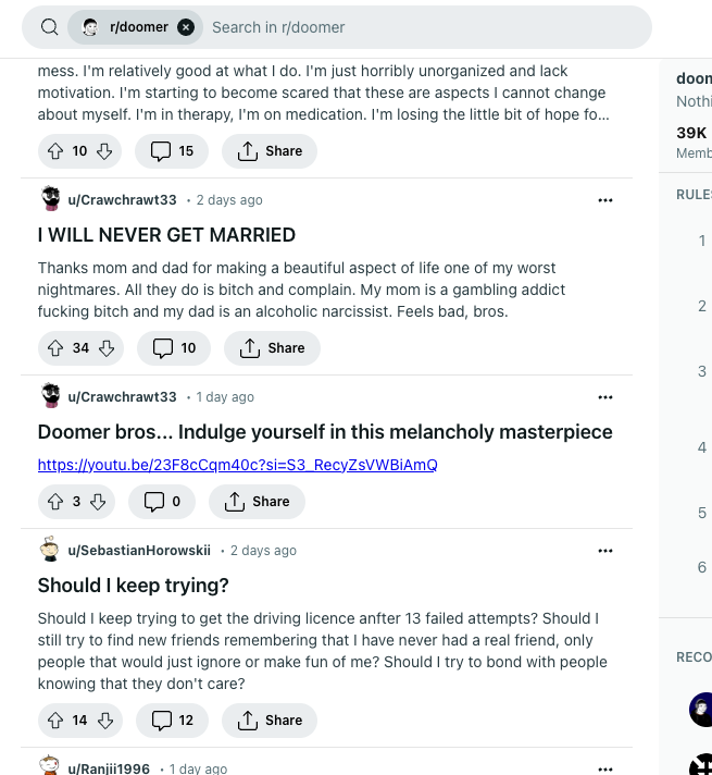 r/doomer Search in r/doomer
mess. I'm relatively good at what I do. I'm just horribly unorganized and lack
motivation. I'm starting to become scared that these are aspects I cannot change
about myself. I'm in therapy, I'm on medication. I'm losing the little bit of hope fo...
10 15 Share
u/Crawchrawt33 • 2 days ago
I WILL NEVER GET MARRIED
Thanks mom and dad for making a beautiful aspect of life one of my worst
nightmares. All they do is bitch and complain. My mom is a gambling addict
fucking bitch and my dad is an alcoholic narcissist. Feels bad, bros.
34 10 Share
u/Crawchrawt33 • 1 day ago
Doomer bros... Indulge yourself in this melancholy masterpiece
https://youtu.be/23F8cCqm40c?si=S3_RecyZsVWBiAmQ
3 0 Share
u/SebastianHorowskii • 2 days ago
Should I keep trying?
Should I keep trying to get the driving licence anfter 13 failed attempts? Should I
still try to find new friends remembering that I have never had a real friend, only
people that would just ignore or make fun of me? Should I try to bond with people
knowing that they don't care?
14 12 Share
u/Ranjii1996 • 1 day ago
doom
Nothi
39K
Memb
RULE
1
2
3
4
5
6
RECO